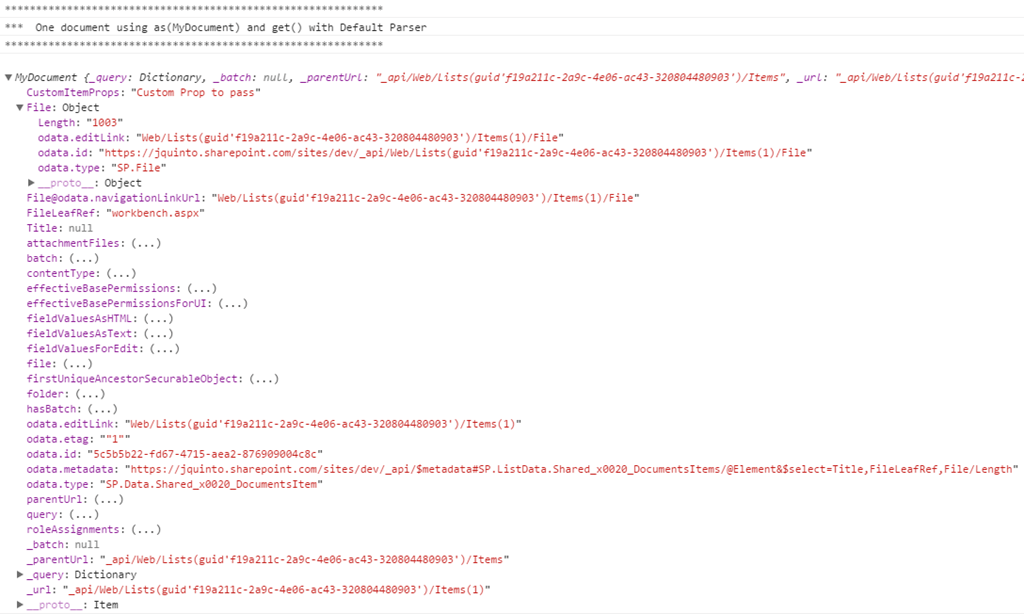 *************************************************************
***  One document using as(MyDocument) and get() with Default Parser
*************************************************************
▼MyDocument {_query: Dictionary, _batch: null, _parentUrl: "_api/Web/Lists(guid'f19a211c-2a9c-4e06-ac43-320804480903')/Items", _url: "_api/Web/Lists(guid'f19a211c-2
CustomItemProps: "Custom Prop to pass"
▼File: Object
Length: "1003"
odata.editLink: "Web/Lists(guid'f19a211c-2a9c-4e06-ac43-320804480903')/Items(1)/File"
odata.id: "https://jquinto.sharepoint.com/sites/dev/_api/Web/Lists(guid'f19a211c-2a9c-4e06-ac43-320804480903')/Items(1)/File"
odata.type: "SP.File"
▶__proto__: Object
File@odata.navigationLinkUrl: "Web/Lists(guid'f19a211c-2a9c-4e06-ac43-320804480903')/Items(1)/File"
FileLeafRef: "workbench.aspx"
Title: null
attachmentFiles: (...)
batch: (...)
contentType: (...)
effectiveBasePermissions: (...)
effectiveBasePermissionsForUI: (...)
fieldValuesAsHTML: (...)
fieldValuesAsText: (...)
fieldValuesForEdit: (...)
file: (...)
firstUniqueAncestorSecurableObject: (...)
folder: (...)
hasBatch: (...)
odata.editLink: "Web/Lists(guid'f19a211c-2a9c-4e06-ac43-320804480903')/Items(1)"
odata.etag: ""1""
odata.id: "5c5b5b22-fd67-4715-aea2-876909004c8c"
odata.metadata: "https://jquinto.sharepoint.com/sites/dev/_api/$metadata#SP.ListData.Shared_x0020_DocumentsItems/@Element&$select=Title,FileLeafRef,File/Length"
odata.type: "SP.Data.Shared_x0020_DocumentsItem"
parentUrl: (...)
query: (...)
roleAssignments: (...)
_batch: null
_parentUrl: "_api/Web/Lists(guid'f19a211c-2a9c-4e06-ac43-320804480903')/Items"
▶_query: Dictionary
_url: "_api/Web/Lists(guid'f19a211c-2a9c-4e06-ac43-320804480903')/Items(1)"
▶__proto__: Item